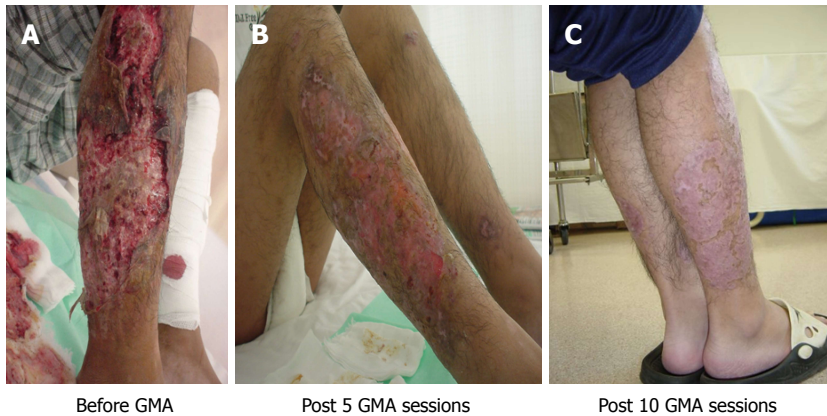 A
B
C
Before GMA
Post 5 GMA sessions
Post 10 GMA sessions